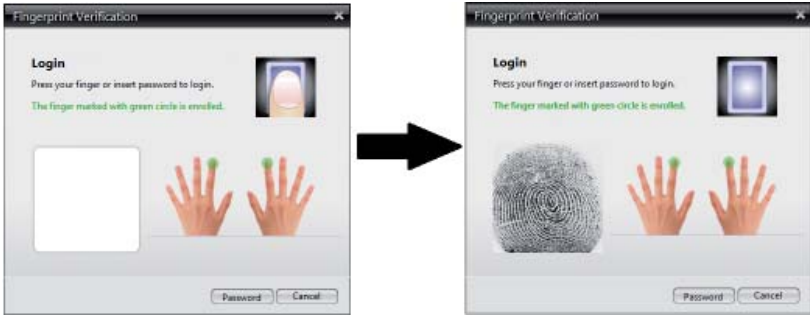 Fingerprint Verification
Login
Press your finger or insert password to login.
The finger marked with green circle is enrolled.
Password
Cancel
Fingerprint Verification
Login
Press your finger or insert password to login.
The finger marked with green circle is enrolled.
Password
Cancel